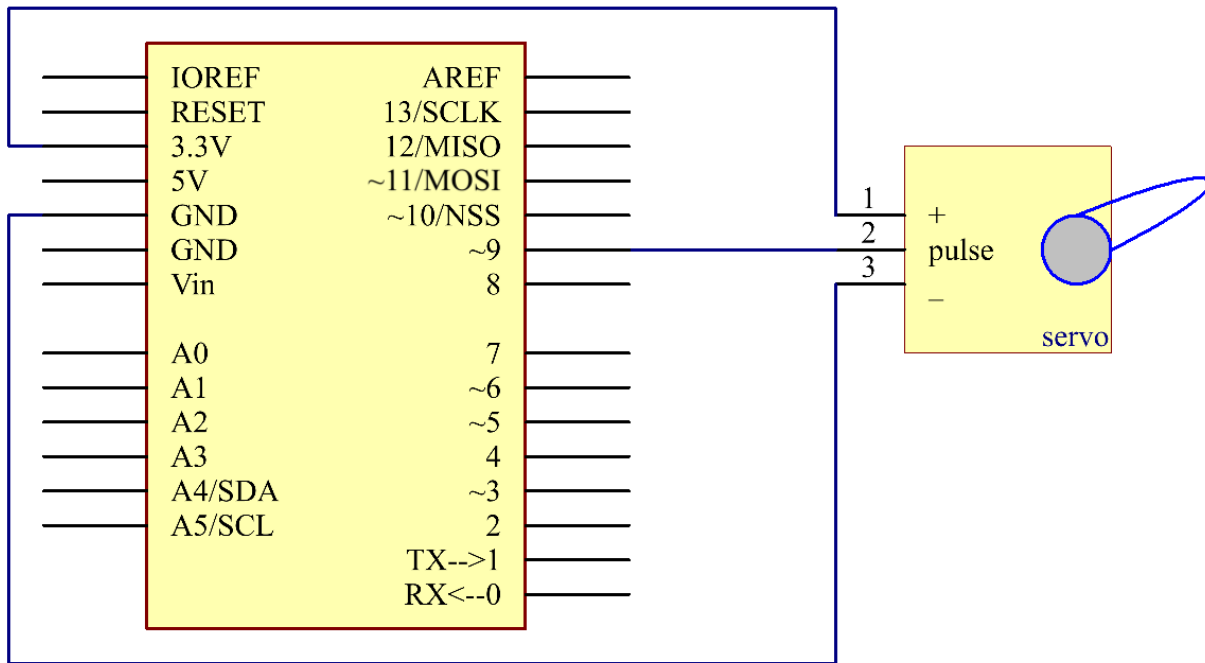 IOREF AREF
RESET 13/SCLK
3.3V 12/MISO
5V ~11/MOSI
GND ~10/NSS
GND ~9
Vin 8
A0 7
A1 ~6
A2 ~5
A3 4
A4/SDA ~3
A5/SCL 2
TX-->1
RX<--0
1
+
2
pulse
3
–
servo